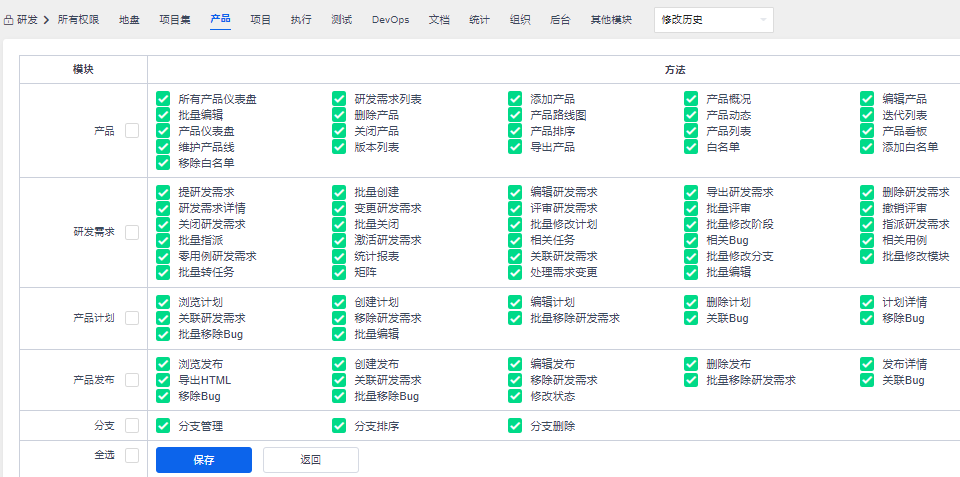 研发 所有权限 地盘 项目集 产品 项目 执行 测试 DevOps 文档 统计 组织 后台 其他模块 修改历史
模块 方法
所有产品仪表盘 研发需求列表 添加产品 产品概况 编辑产品
批量编辑 删除产品 产品路线图 产品动态 迭代列表
产品 产品仪表盘 关闭产品 产品排序 产品列表 产品看板
维护产品线 版本列表 导出产品 白名单 添加白名单
移除白名单
提研发需求 批量创建 编辑研发需求 导出研发需求 删除研发需求
研发需求详情 变更研发需求 评审研发需求 批量评审 撤销评审
研发需求 关闭研发需求 批量关闭 批量修改计划 批量修改阶段 指派研发需求
批量指派 激活研发需求 相关任务 相关Bug 相关用例
零用例研发需求 统计报表 关联研发需求 批量修改分支 批量修改模块
批量转任务 矩阵 处理需求变更 批量编辑
浏览计划 创建计划 编辑计划 删除计划 计划详情
产品计划 关联研发需求 移除研发需求 批量移除研发需求 关联Bug 移除Bug
批量移除Bug 批量编辑
浏览发布 创建发布 编辑发布 删除发布 发布详情
产品发布 导出HTML 关联研发需求 移除研发需求 批量移除研发需求 关联Bug
移除Bug 批量移除Bug 修改状态
分支 分支管理 分支排序 分支删除
全选 保存 返回